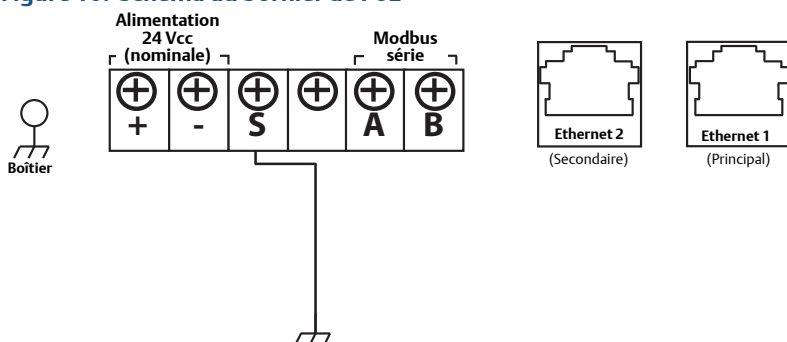 Alimentation
24 Vcc
(nominale)
Modbus
série
+ - S A B
Boîtier
Ethernet 2
(Secondaire)
Ethernet 1
(Principal)